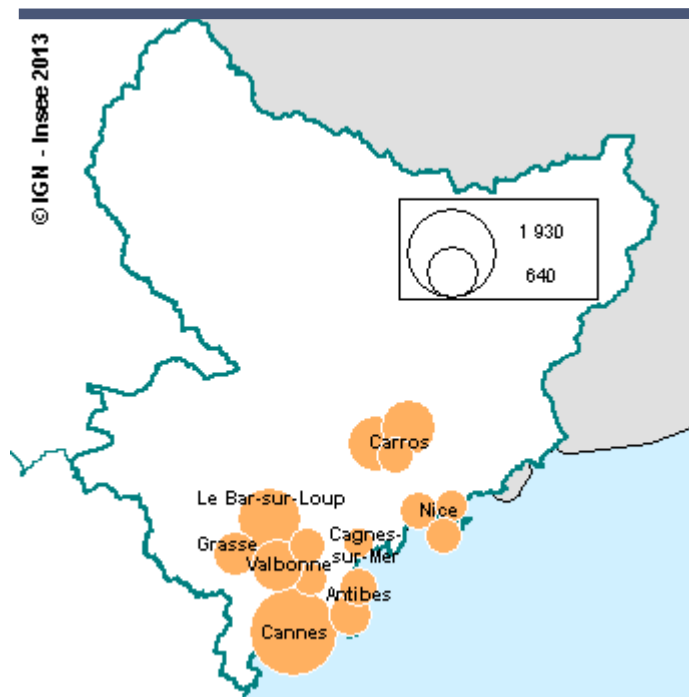 © IGN - Insee 2013
1 930
640
Carros
Le Bar-sur-Loup
Nice
Grasse
Cagnes-
sur-Mer
Valbonne
Antibes
Cannes